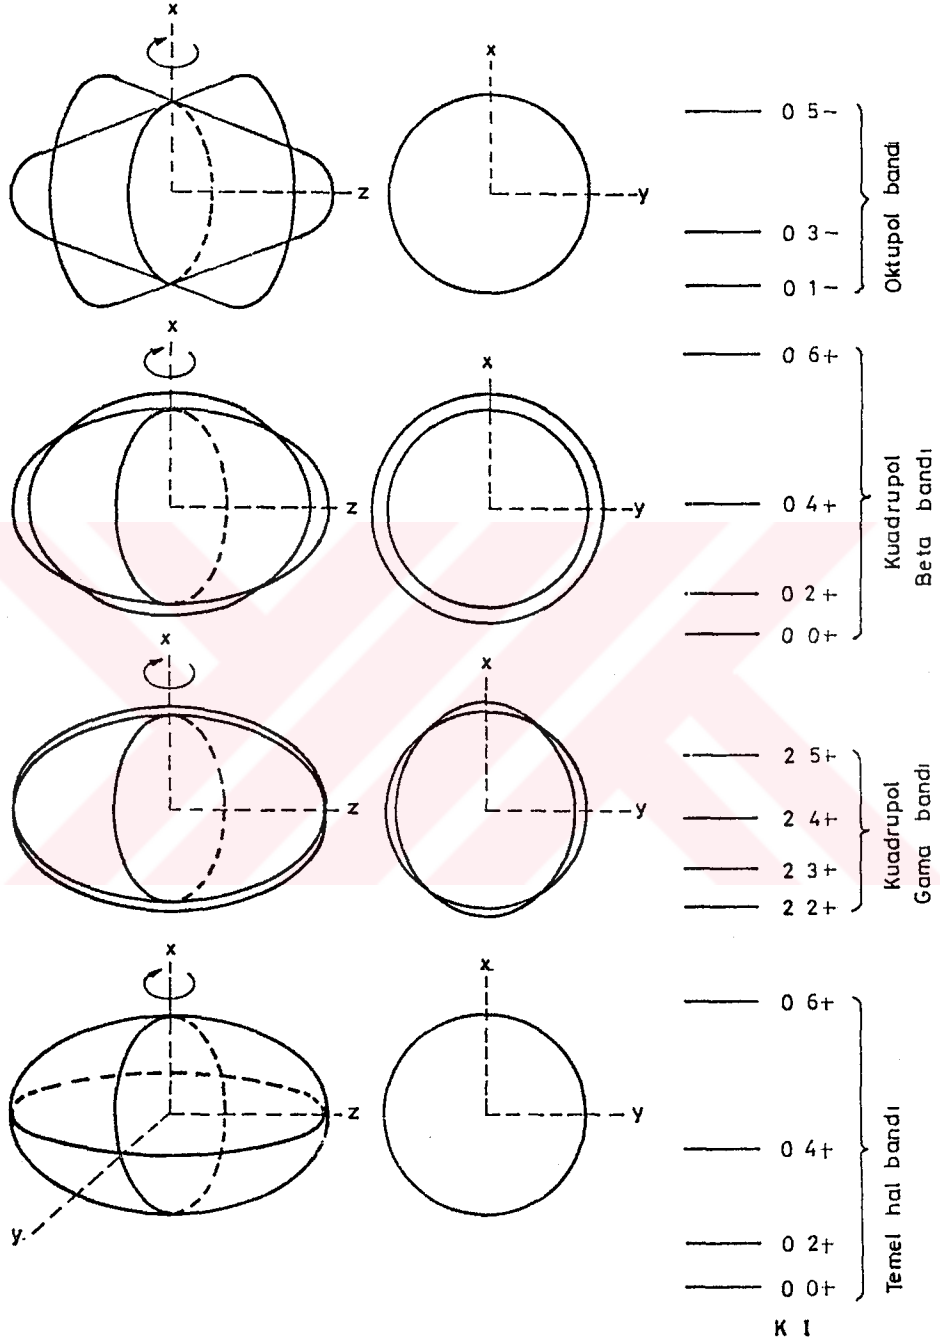 x
z
x
y
0 5-
0 3-
0 1-
Oktupol bandı
x
z
x
y
0 6+
0 4+
0 2+
0 0+
Kuadrupol
Beta bandı
x
z
x
y
2 5+
2 4+
2 3+
2 2+
Kuadrupol
Gama bandı
x
z
y
x
y
0 6+
0 4+
0 2+
0 0+
Temel hal bandı
K I